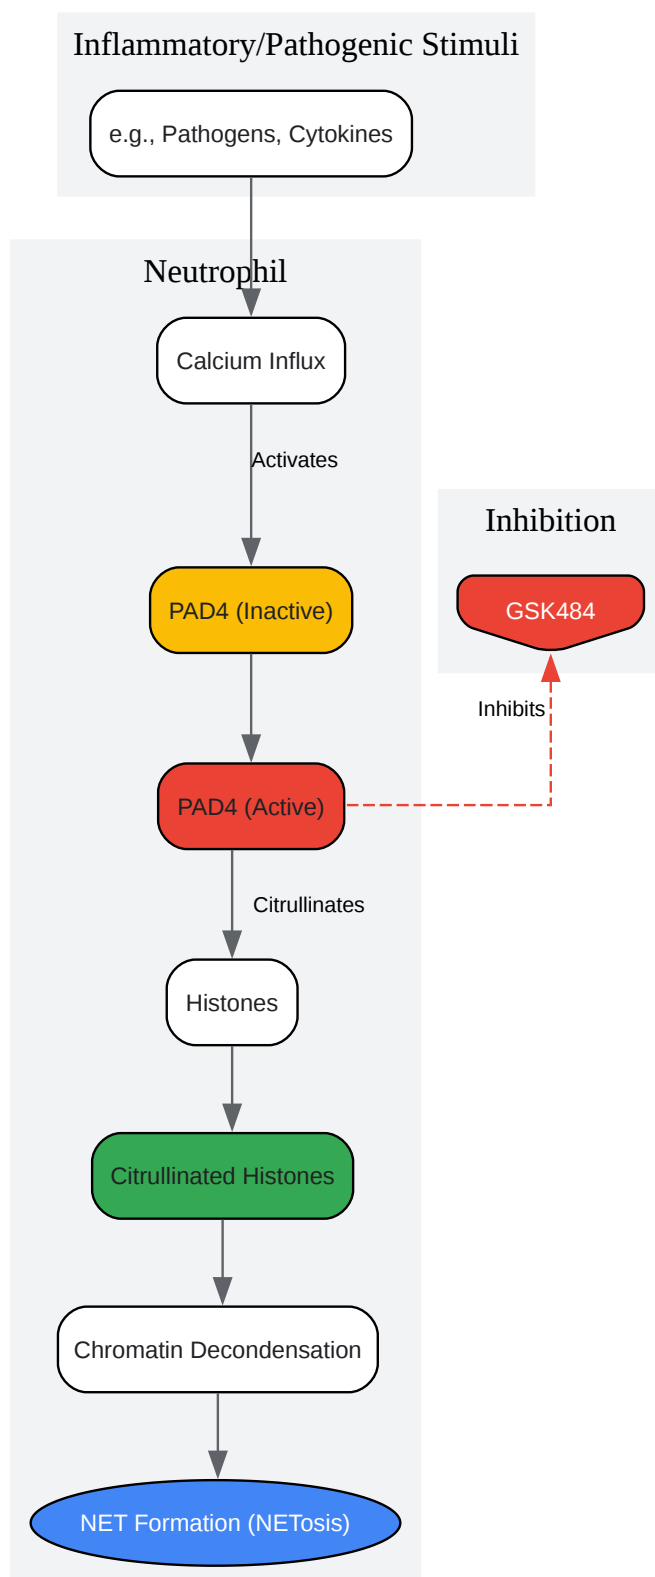 Inflammatory/Pathogenic Stimuli
e.g., Pathogens, Cytokines
Neutrophil
Calcium Influx
Activates
Inhibition
PAD4 (Inactive)
GSK484
Inhibits
PAD4 (Active)
Citrullinates
Histones
Citrullinated Histones
Chromatin Decondensation
NET Formation (NETosis)